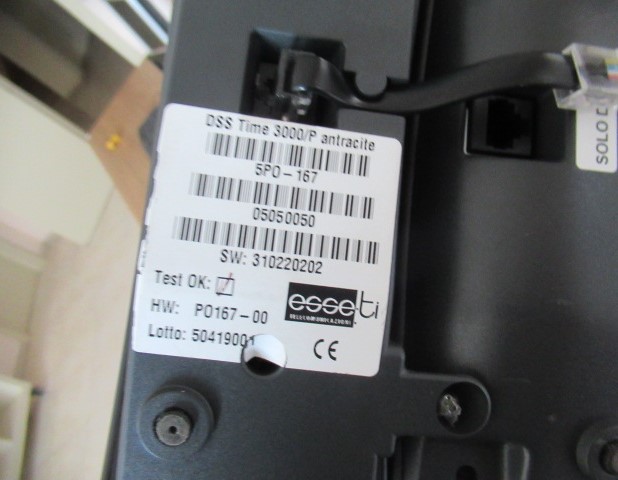 DSS Time 3000/P antracite
5PO-167
05050050
SW: 310220202
Test OK:
HW: PO167-00
Lotto: 50419001
esseti
CE
SOLO D